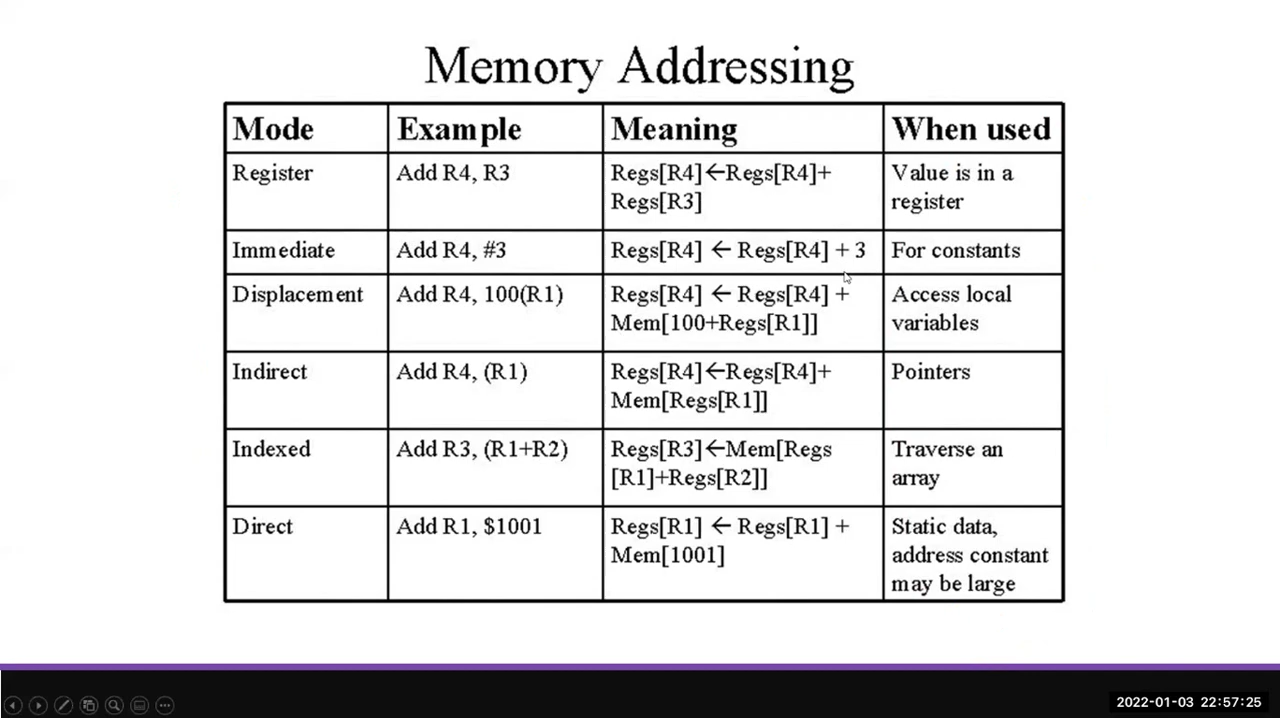 Memory Addressing
Mode Example Meaning When used
Register Add R4, R3 Regs[R4]←Regs[R4]+ Value is in a
Regs[R3] register
Immediate Add R4, #3 Regs[R4] ← Regs[R4] + 3 For constants
Displacement Add R4, 100(R1) Regs[R4] ← Regs[R4] + Access local
Mem[100+Regs[R1]] variables
Indirect Add R4, (R1) Regs[R4]←Regs[R4]+ Pointers
Mem[Regs[R1]]
Indexed Add R3, (R1+R2) Regs[R3]←Mem[Regs Traverse an
[R1]+Regs[R2]] array
Direct Add R1, $1001 Regs[R1] ← Regs[R1] + Static data,
Mem[1001] address constant
may be large
2022-01-03 22:57:25